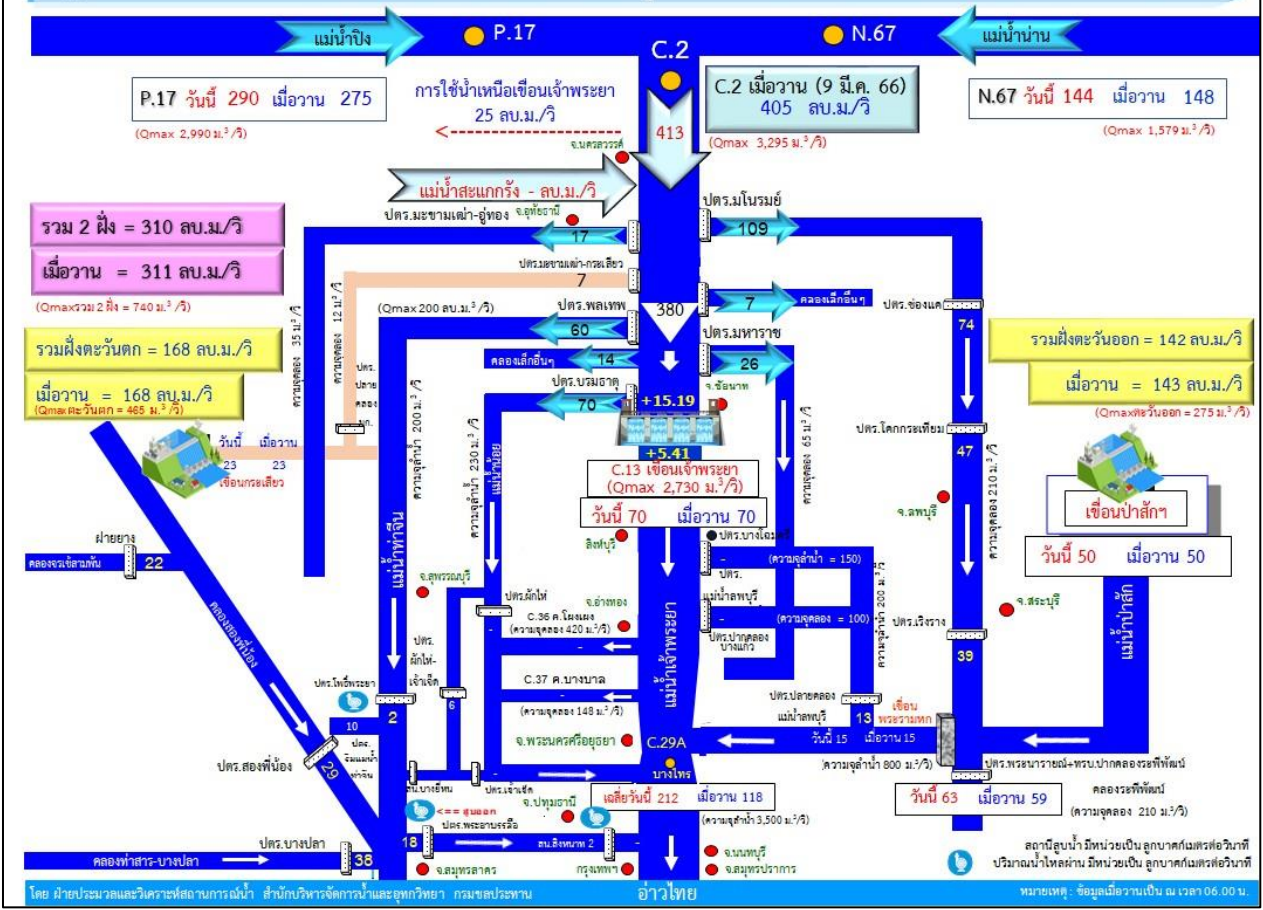 แม่น้ำปิง
P.17
C.2
N.67
แม่น้ำน่าน
P.17 วันนี้ 290 เมื่อวาน 275
(Qmax 2,990 ม.³/วิ)
การใช้น้ำเหนือเขื่อนเจ้าพระยา
25 ลบ.ม./วิ
413
C.2 เมื่อวาน (9 มี.ค. 66)
405 ลบ.ม./วิ
(Qmax 3,295 ม.³/วิ)
N.67 วันนี้ 144 เมื่อวาน 148
(Qmax 1,579 ม.³/วิ)
จ.นครสวรรค์
แม่น้ำสะแกกรัง - ลบ.ม./วิ
ปตร.มะขามเฒ่า-อู่ทอง
จ.อุทัยธานี
17
ปตร.มโนรมย์
109
รวม 2 ฝั่ง = 310 ลบ.ม./วิ
เมื่อวาน = 311 ลบ.ม./วิ
(Qmaxรวม 2 ฝั่ง = 740 ม.³/วิ)
ปตร.มะขามเฒ่า-กระเสียว
7
(Qmax 200 ลบ.ม./วิ)
ปตร.พลเทพ
60
380
7
คลองเล็กอื่นๆ
ปตร.ช่องแค
74
ปตร.มหาราช
26
คลองเล็กอื่นๆ
14
ความจุคลอง 35 ม.³/วิ
ความจุคลอง 12 ม.³/วิ
ปตร.
ปลาย
คลอง
รวมฝั่งตะวันตก = 168 ลบ.ม./วิ
เมื่อวาน = 168 ลบ.ม./วิ
(Qmaxตะวันตก = 465 ม.³/วิ)
รวมฝั่งตะวันออก = 142 ลบ.ม./วิ
เมื่อวาน = 143 ลบ.ม./วิ
(Qmaxตะวันออก = 275 ม.³/วิ)
ปตร.บรมธาตุ
70
+15.19
จ.ชัยนาท
+5.41
C.13 เขื่อนเจ้าพระยา
(Qmax 2,730 ม.³/วิ)
วันนี้ 70 เมื่อวาน 70
วันนี้ เมื่อวาน
23 23
เขื่อนกระเสียว
ความจุลำน้ำ 200 ม.³/วิ
ความจุลำน้ำ 230 ม.³/วิ
แม่น้ำน้อย
ความจุคลอง 65 ม.³/วิ
ปตร.โคกกระเทียม
47
ความจุคลอง 210 ม.³/วิ
จ.ลพบุรี
เขื่อนป่าสักฯ
วันนี้ 50 เมื่อวาน 50
ฝายยาง
คลองจรเข้สามพัน
22
แม่น้ำท่าจีน
สิงห์บุรี
ปตร.บางโฉมศรี
- (ความจุลำน้ำ = 150)
ปตร.
แม่น้ำลพบุรี
- (ความจุคลอง = 100)
ปตร.ปากคลอง
บางแก้ว
ความจุลำน้ำ 200 ม.³/วิ
จ.สุพรรณบุรี
ปตร.ผักไห่
-
จ.อ่างทอง
C.36 ค.โผงเผง
(ความจุคลอง 420 ม.³/วิ)
-
C.37 ค.บางบาล
-
(ความจุคลอง 148 ม.³/วิ)
แม่น้ำเจ้าพระยา
จ.สระบุรี
ปตร.เริงราง
39
แม่น้ำป่าสัก
คลองสองพี่น้อง
ปตร.
ผักไห่-
เจ้าเจ็ด
6
ปตร.โพธิ์พระยา
2
10
ปตร.ปลายคลอง
แม่น้ำลพบุรี
13
เขื่อน
พระรามหก
วันนี้ 15 เมื่อวาน 15
(ความจุลำน้ำ 800 ม.³/วิ)
จ.พระนครศรีอยุธยา
C.29A
บางไทร
ปตร.สองพี่น้อง
29
ท่าจีน
ปตร.เจ้าเจ็ด
ปตร.พระนารายณ์+ทรบ.ปากคลองระพีพัฒน์
วันนี้ 63 เมื่อวาน 59
คลองระพีพัฒน์
(ความจุคลอง 210 ม.³/วิ)
เฉลี่ยวันนี้ 212 เมื่อวาน 118
(ความจุลำน้ำ 3,500 ม.³/วิ)
<== สูบออก
จ.ปทุมธานี
ปตร.พระยาบรรลือ
18
สน.สิงหนาท 2
-
ปตร.บางปลา
คลองท่าสาร-บางปลา
38
จ.สมุทรสาคร
กรุงเทพฯ
จ.นนทบุรี
จ.สมุทรปราการ
สถานีสูบน้ำ มีหน่วยเป็น ลูกบาศก์เมตรต่อวินาที
ปริมาณน้ำไหลผ่าน มีหน่วยเป็น ลูกบาศก์เมตรต่อวินาที
โดย ฝ่ายประมวลและวิเคราะห์สถานการณ์น้ำ สำนักบริหารจัดการน้ำและอุทกวิทยา กรมชลประทาน
อ่าวไทย
หมายเหตุ : ข้อมูลเมื่อวานเป็น ณ เวลา 06.00 น.